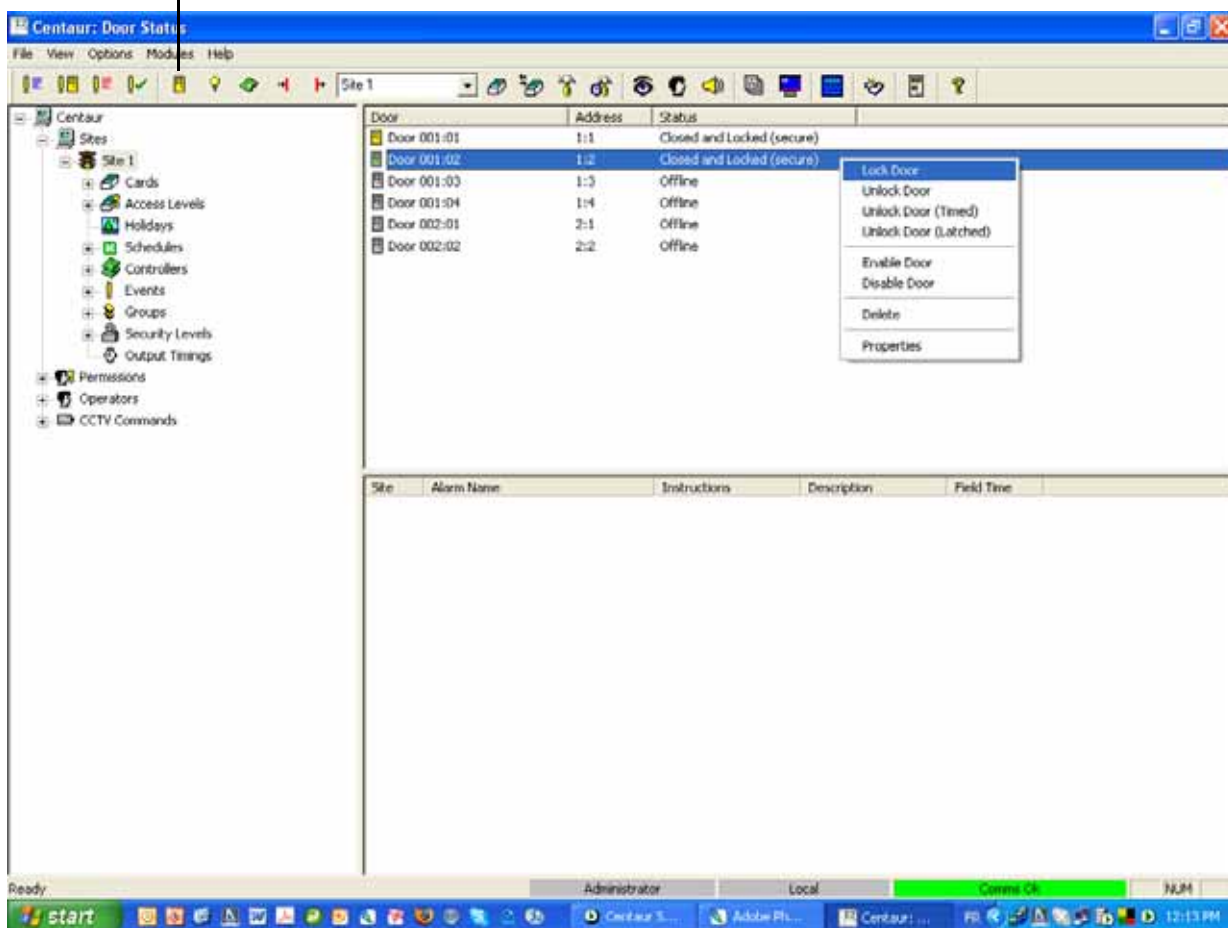 Centaur: Door Status
File View Options Modules Help
Site 1
Centaur
Sites
Site 1
Cards
Access Levels
Holidays
Schedules
Controllers
Events
Groups
Security Levels
Output Timings
Permissions
Operators
CCTV Commands
Door Address Status
Door 001:01 1:1 Closed and Locked (secure)
Door 001:02 1:2 Closed and Locked (secure)
Door 001:03 1:3 Offline
Door 001:04 1:4 Offline
Door 002:01 2:1 Offline
Door 002:02 2:2 Offline
Lock Door
Unlock Door
Unlock Door (Timed)
Unlock Door (Latched)
Enable Door
Disable Door
Delete
Properties
Site Alarm Name Instructions Description Field Time
Ready Administrator Local Comms Ok NUM
start Centaur S... Adobe Ph... Centaur: ... FR 12:13 PM